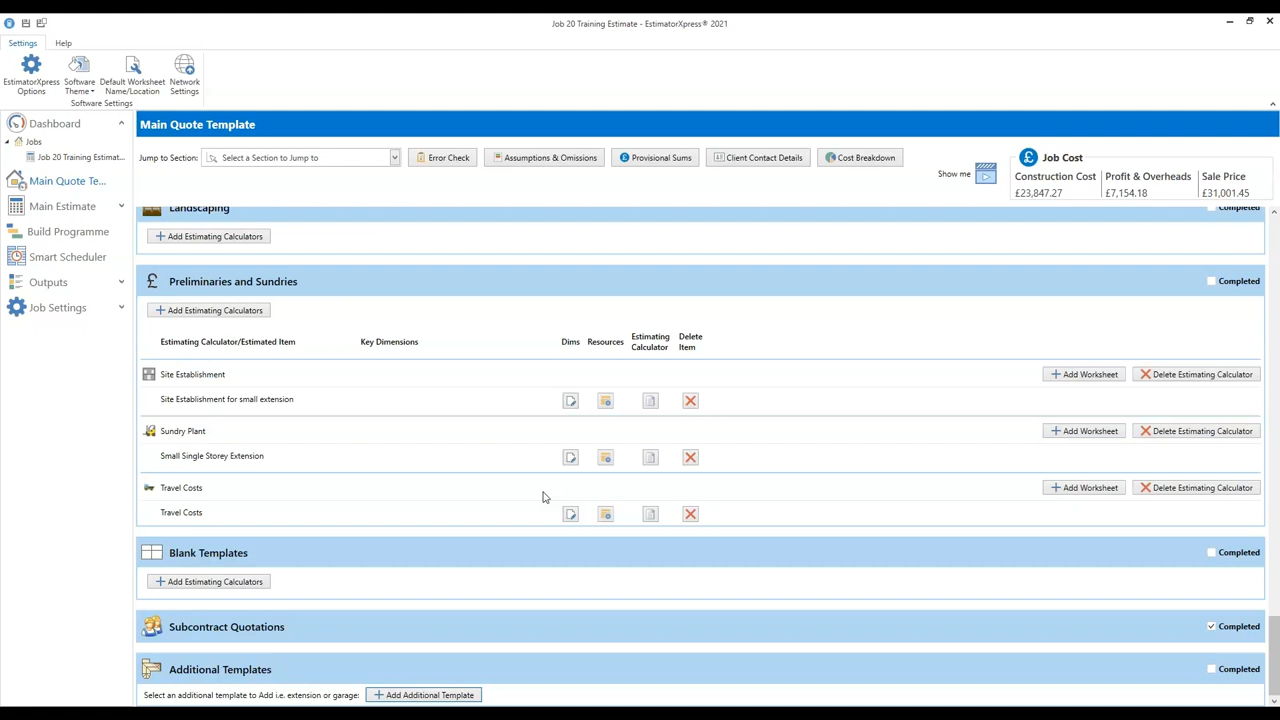 Job 20 Training Estimate - EstimatorXpress® 2021
Settings Help
EstimatorXpress Options
Software Theme
Default Worksheet Name/Location
Network Settings
Software Settings
Dashboard
Jobs
Job 20 Training Estimat...
Main Quote Te...
Main Estimate
Build Programme
Smart Scheduler
Outputs
Job Settings
Main Quote Template
Jump to Section: Select a Section to Jump to Error Check Assumptions & Omissions Provisional Sums Client Contact Details Cost Breakdown
Show me
Job Cost
Construction Cost Profit & Overheads Sale Price
£23,847.27 £7,154.18 £31,001.45
Landscaping Completed
Add Estimating Calculators
Preliminaries and Sundries Completed
Add Estimating Calculators
Estimating Calculator/Estimated Item Key Dimensions Dims Resources Estimating Calculator Delete Item
Site Establishment Add Worksheet Delete Estimating Calculator
Site Establishment for small extension
Sundry Plant Add Worksheet Delete Estimating Calculator
Small Single Storey Extension
Travel Costs Add Worksheet Delete Estimating Calculator
Travel Costs
Blank Templates Completed
Add Estimating Calculators
Subcontract Quotations Completed
Additional Templates Completed
Select an additional template to Add i.e. extension or garage: Add Additional Template